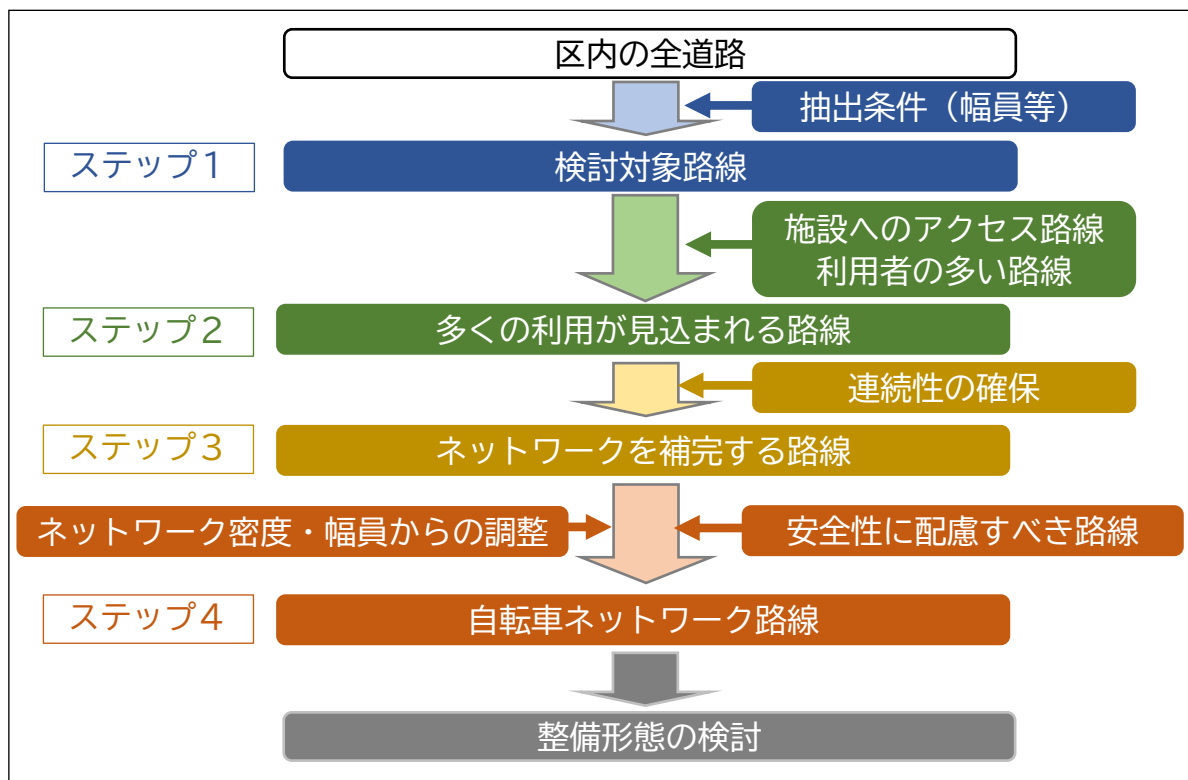 区内の全道路
抽出条件（幅員等）
ステップ１
検討対象路線
施設へのアクセス路線
利用者の多い路線
ステップ２
多くの利用が見込まれる路線
連続性の確保
ステップ３
ネットワークを補完する路線
ネットワーク密度・幅員からの調整
安全性に配慮すべき路線
ステップ４
自転車ネットワーク路線
整備形態の検討